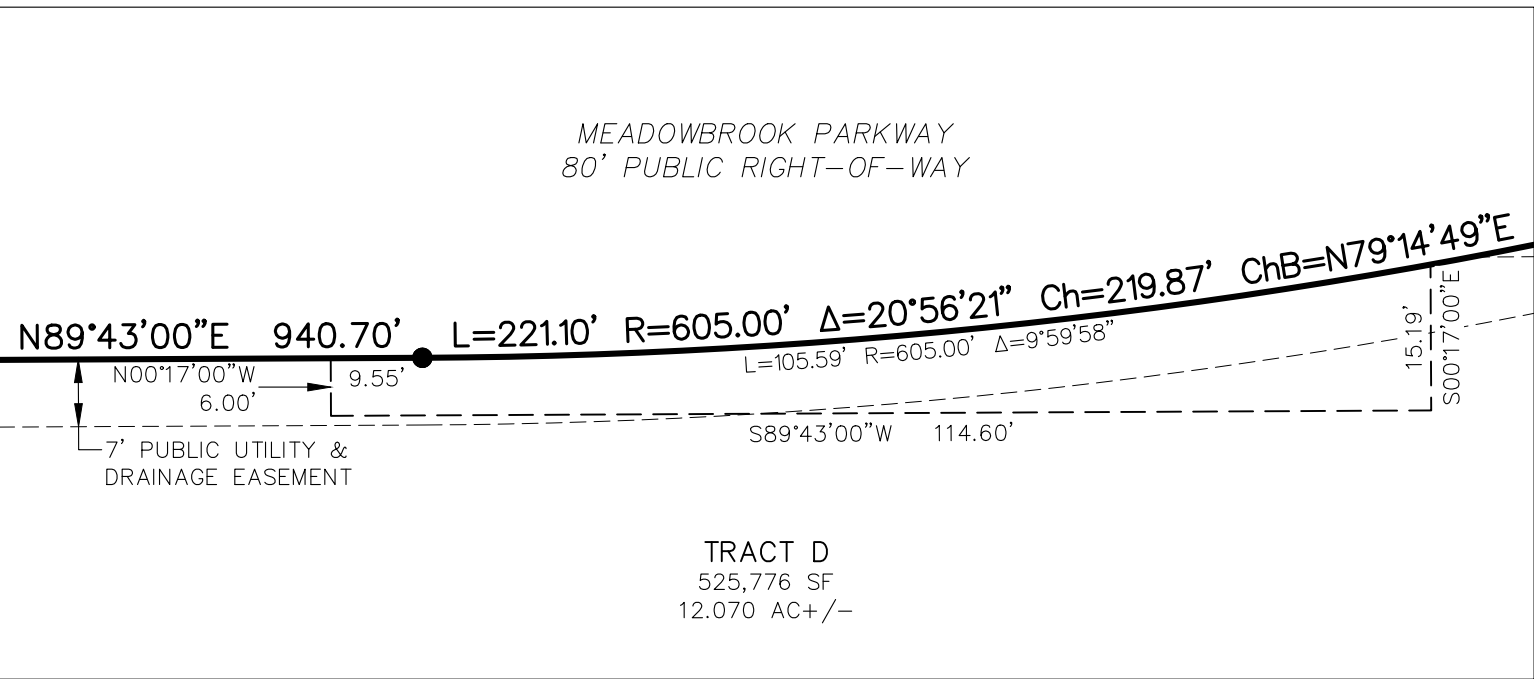 MEADOWBROOK PARKWAY
80' PUBLIC RIGHT-OF-WAY
N89°43'00"E 940.70'
L=221.10' R=605.00' Δ=20°56'21" Ch=219.87' ChB=N79°14'49"E
L=105.59' R=605.00' Δ=9°59'58"
N00°17'00"W
6.00'
9.55'
15.19'
S00°17'00"E
S89°43'00"W 114.60'
7' PUBLIC UTILITY &
DRAINAGE EASEMENT
TRACT D
525,776 SF
12.070 AC+/-